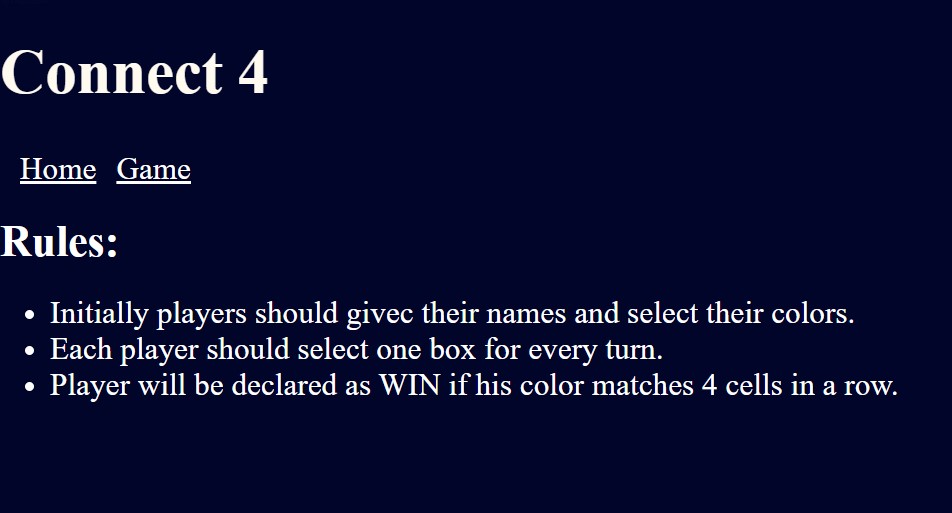 Connect 4
Home Game
Rules:
Initially players should givec their names and select their colors.
Each player should select one box for every turn.
Player will be declared as WIN if his color matches 4 cells in a row.